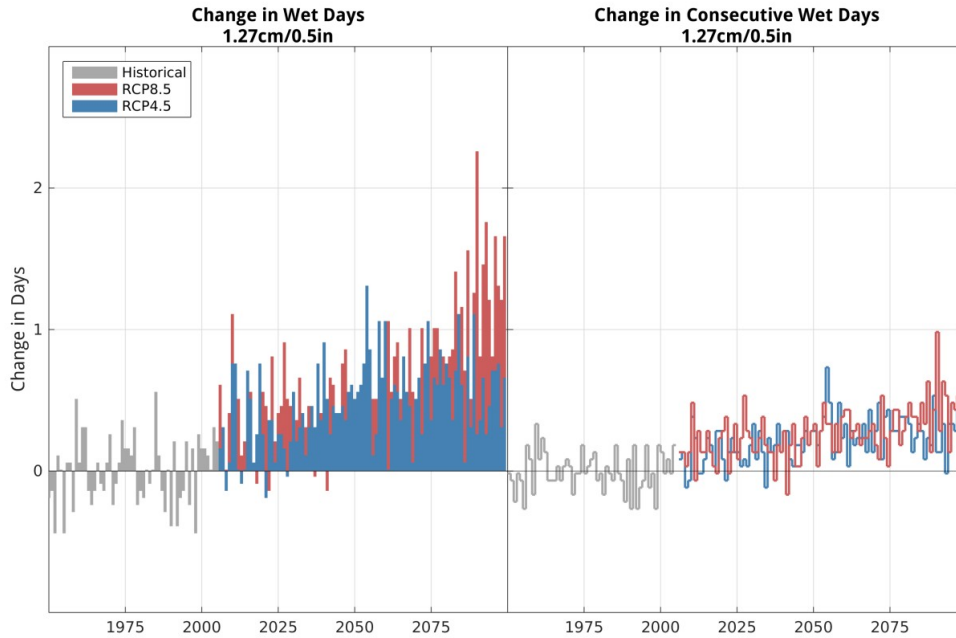 Change in Wet Days
1.27cm/0.5in
Change in Consecutive Wet Days
1.27cm/0.5in
Historical
RCP8.5
RCP4.5
Change in Days
2
1
0
1975 2000 2025 2050 2075
1975 2000 2025 2050 2075